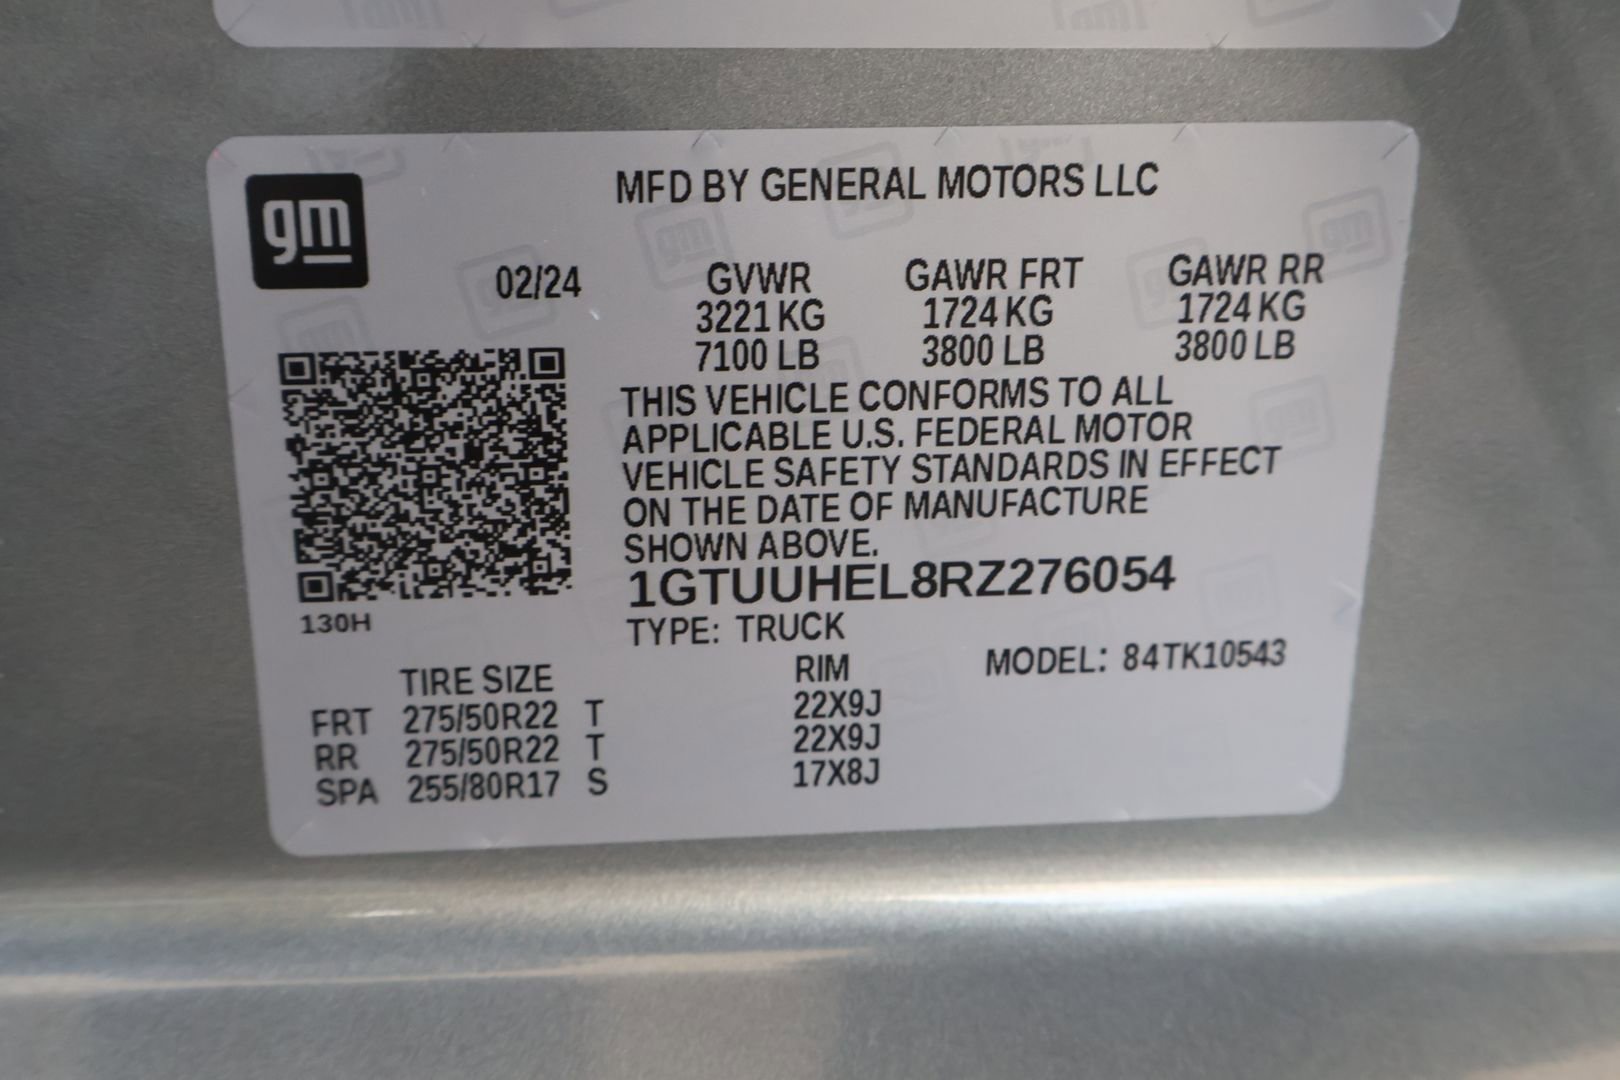 gm
MFD BY GENERAL MOTORS LLC
02/24 GVWR GAWR FRT GAWR RR
3221 KG 1724 KG 1724 KG
7100 LB 3800 LB 3800 LB
THIS VEHICLE CONFORMS TO ALL
APPLICABLE U.S. FEDERAL MOTOR
VEHICLE SAFETY STANDARDS IN EFFECT
ON THE DATE OF MANUFACTURE
SHOWN ABOVE.
1GTUUHEL8RZ276054
130H
TYPE: TRUCK
TIRE SIZE RIM MODEL: 84TK10543
FRT 275/50R22 T 22X9J
RR 275/50R22 T 22X9J
SPA 255/80R17 S 17X8J